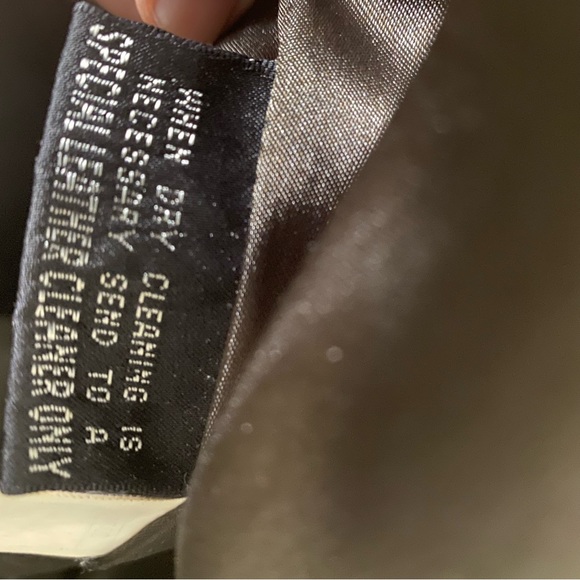 WHEN DRY CLEANING IS
NECESSARY SEND TO A
SPECIAL LEATHER CLEANER ONLY